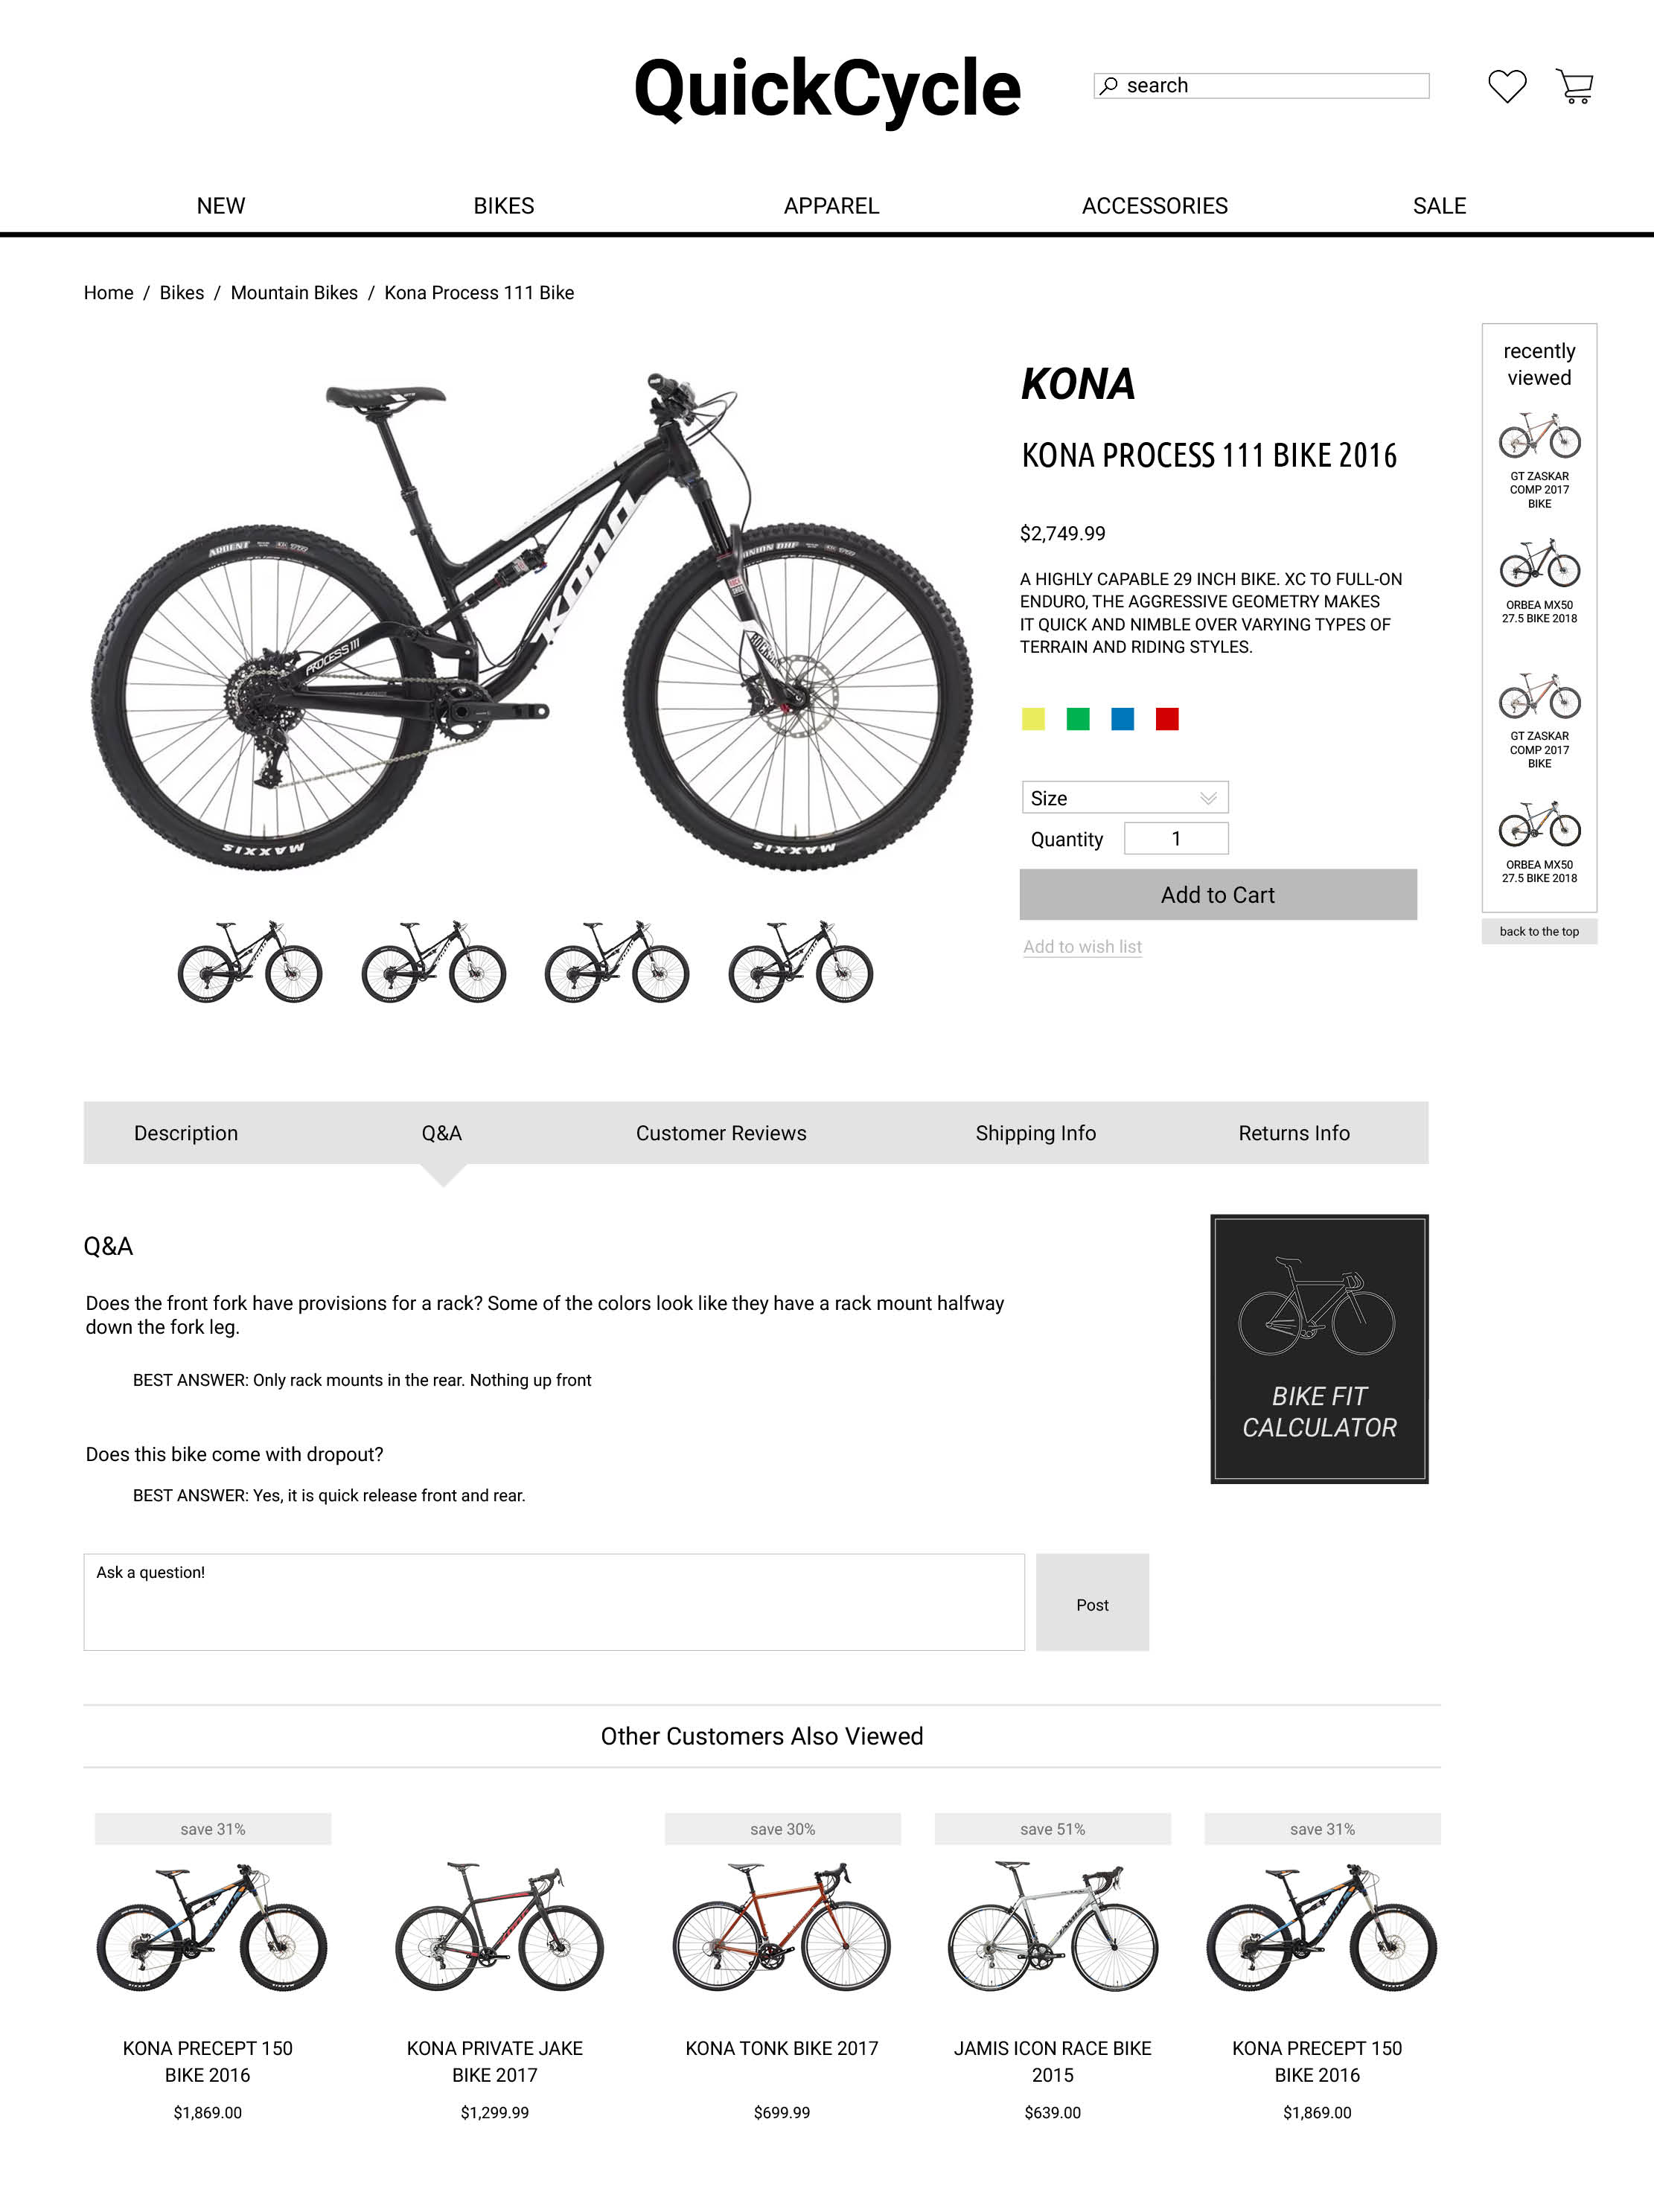 QuickCycle
search
NEW BIKES APPAREL ACCESSORIES SALE
Home / Bikes / Mountain Bikes / Kona Process 111 Bike
KONA
KONA PROCESS 111 BIKE 2016
$2,749.99
A HIGHLY CAPABLE 29 INCH BIKE. XC TO FULL-ON
ENDURO, THE AGGRESSIVE GEOMETRY MAKES
IT QUICK AND NIMBLE OVER VARYING TYPES OF
TERRAIN AND RIDING STYLES.
Size
Quantity 1
Add to Cart
Add to wish list
recently
viewed
GT ZASKAR
COMP 2017
BIKE
ORBEA MX50
27.5 BIKE 2018
GT ZASKAR
COMP 2017
BIKE
ORBEA MX50
27.5 BIKE 2018
back to the top
ARDENT
KONA
PROCESS 111
MAXXIS
MAXXIS
Description Q&A Customer Reviews Shipping Info Returns Info
Q&A
Does the front fork have provisions for a rack? Some of the colors look like they have a rack mount halfway
down the fork leg.
BEST ANSWER: Only rack mounts in the rear. Nothing up front
Does this bike come with dropout?
BEST ANSWER: Yes, it is quick release front and rear.
Ask a question!
Post
BIKE FIT
CALCULATOR
Other Customers Also Viewed
save 31%
KONA PRECEPT 150
BIKE 2016
$1,869.00
KONA PRIVATE JAKE
BIKE 2017
$1,299.99
save 30%
KONA TONK BIKE 2017
$699.99
save 51%
JAMIS ICON RACE BIKE
2015
$639.00
save 31%
KONA PRECEPT 150
BIKE 2016
$1,869.00